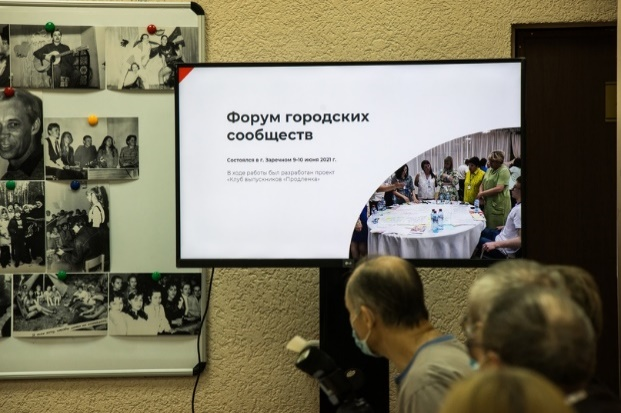 Форум городских
сообществ
Состоялся в г. Заречном 9-10 июня 2021 г.
В ходе работы был разработан проект
«Клуб выпускников «Продленка»